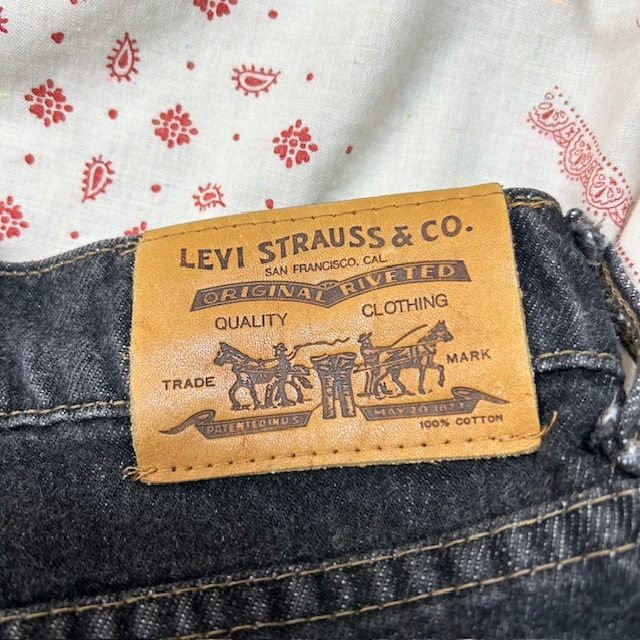 LEVI STRAUSS & CO.
SAN FRANCISCO, CAL.
ORIGINAL RIVETED
QUALITY CLOTHING
TRADE MARK
PATENTED IN U.S. MAY 20 1873
100% COTTON